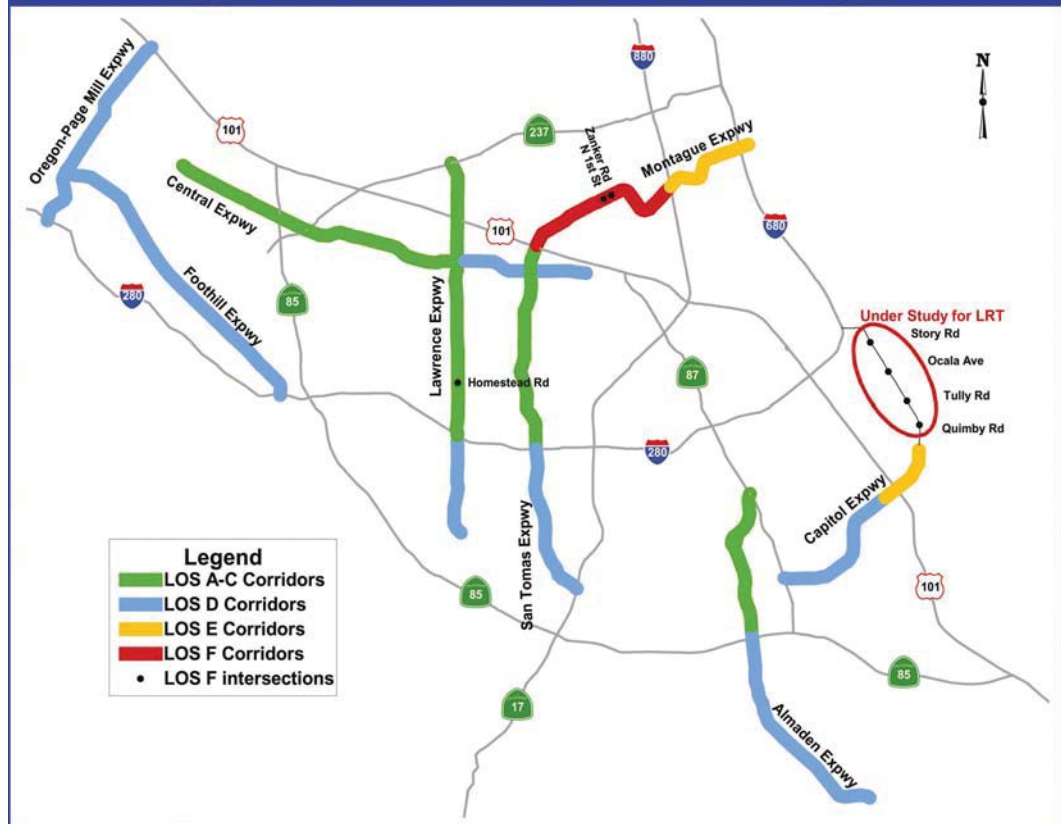 Oregon-Page Mill Expwy
101
880
N
237
Zanker Rd
N 1st St
Montague Expwy
Central Expwy
101
680
Foothill Expwy
280
85
Lawrence Expwy
Under Study for LRT
Story Rd
Ocala Ave
Tully Rd
Quimby Rd
Homestead Rd
87
280
Capitol Expwy
San Tomas Expwy
Legend
LOS A-C Corridors
LOS D Corridors
LOS E Corridors
LOS F Corridors
LOS F intersections
85
101
85
17
Almaden Expwy